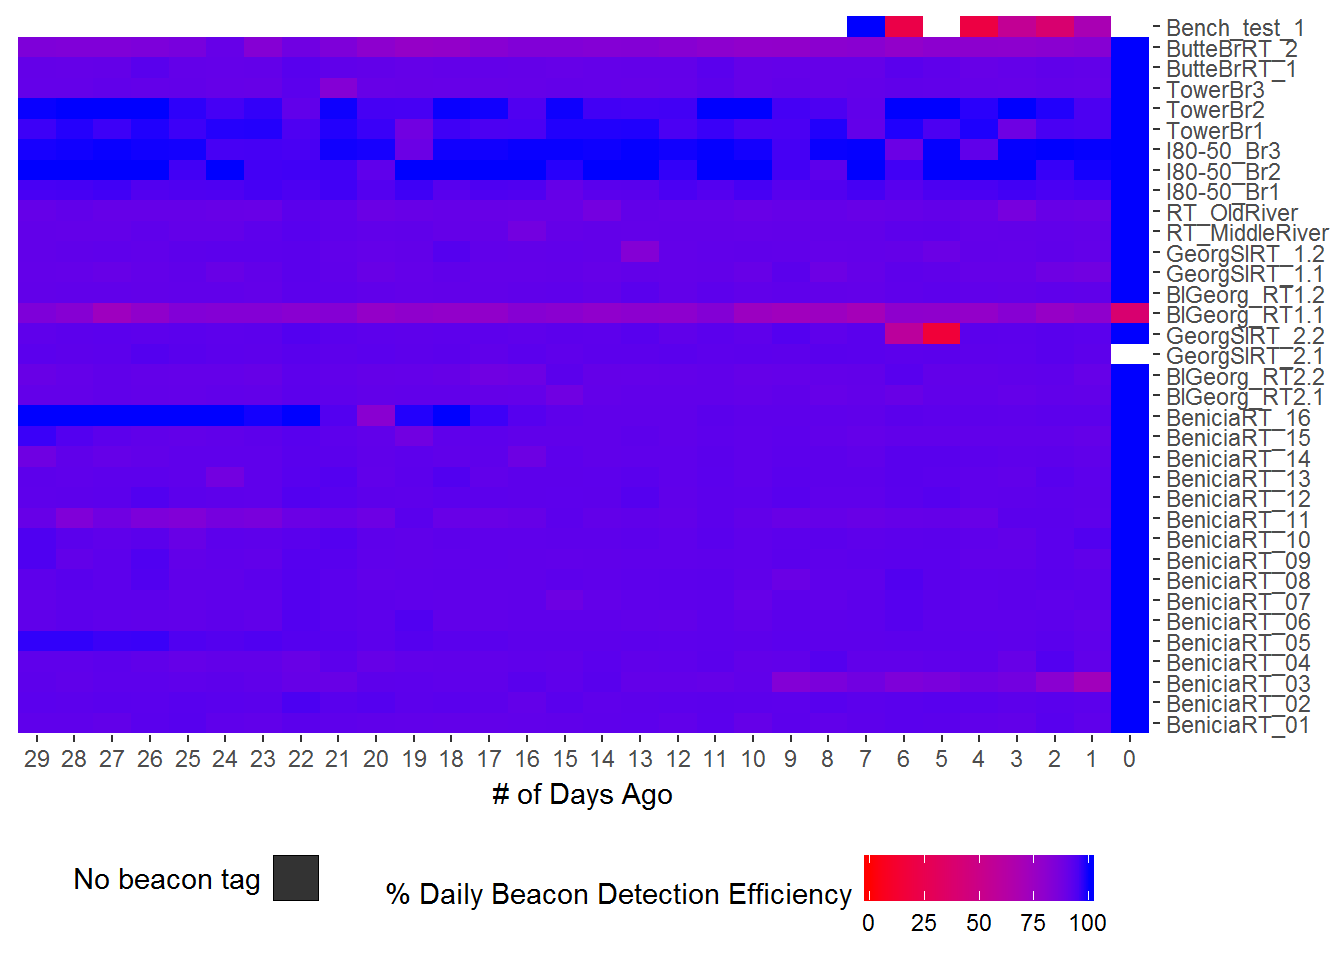 Bench_test_1
ButteBrRT_2
ButteBrRT_1
TowerBr3
TowerBr2
TowerBr1
I80-50_Br3
I80-50_Br2
I80-50_Br1
RT_OldRiver
RT_MiddleRiver
GeorgSlRT_1.2
GeorgSlRT_1.1
BlGeorg_RT1.2
BlGeorg_RT1.1
GeorgSlRT_2.2
GeorgSlRT_2.1
BlGeorg_RT2.2
BlGeorg_RT2.1
BeniciaRT_16
BeniciaRT_15
BeniciaRT_14
BeniciaRT_13
BeniciaRT_12
BeniciaRT_11
BeniciaRT_10
BeniciaRT_09
BeniciaRT_08
BeniciaRT_07
BeniciaRT_06
BeniciaRT_05
BeniciaRT_04
BeniciaRT_03
BeniciaRT_02
BeniciaRT_01
29 28 27 26 25 24 23 22 21 20 19 18 17 16 15 14 13 12 11 10 9 8 7 6 5 4 3 2 1 0
# of Days Ago
No beacon tag
% Daily Beacon Detection Efficiency
0 25 50 75 100